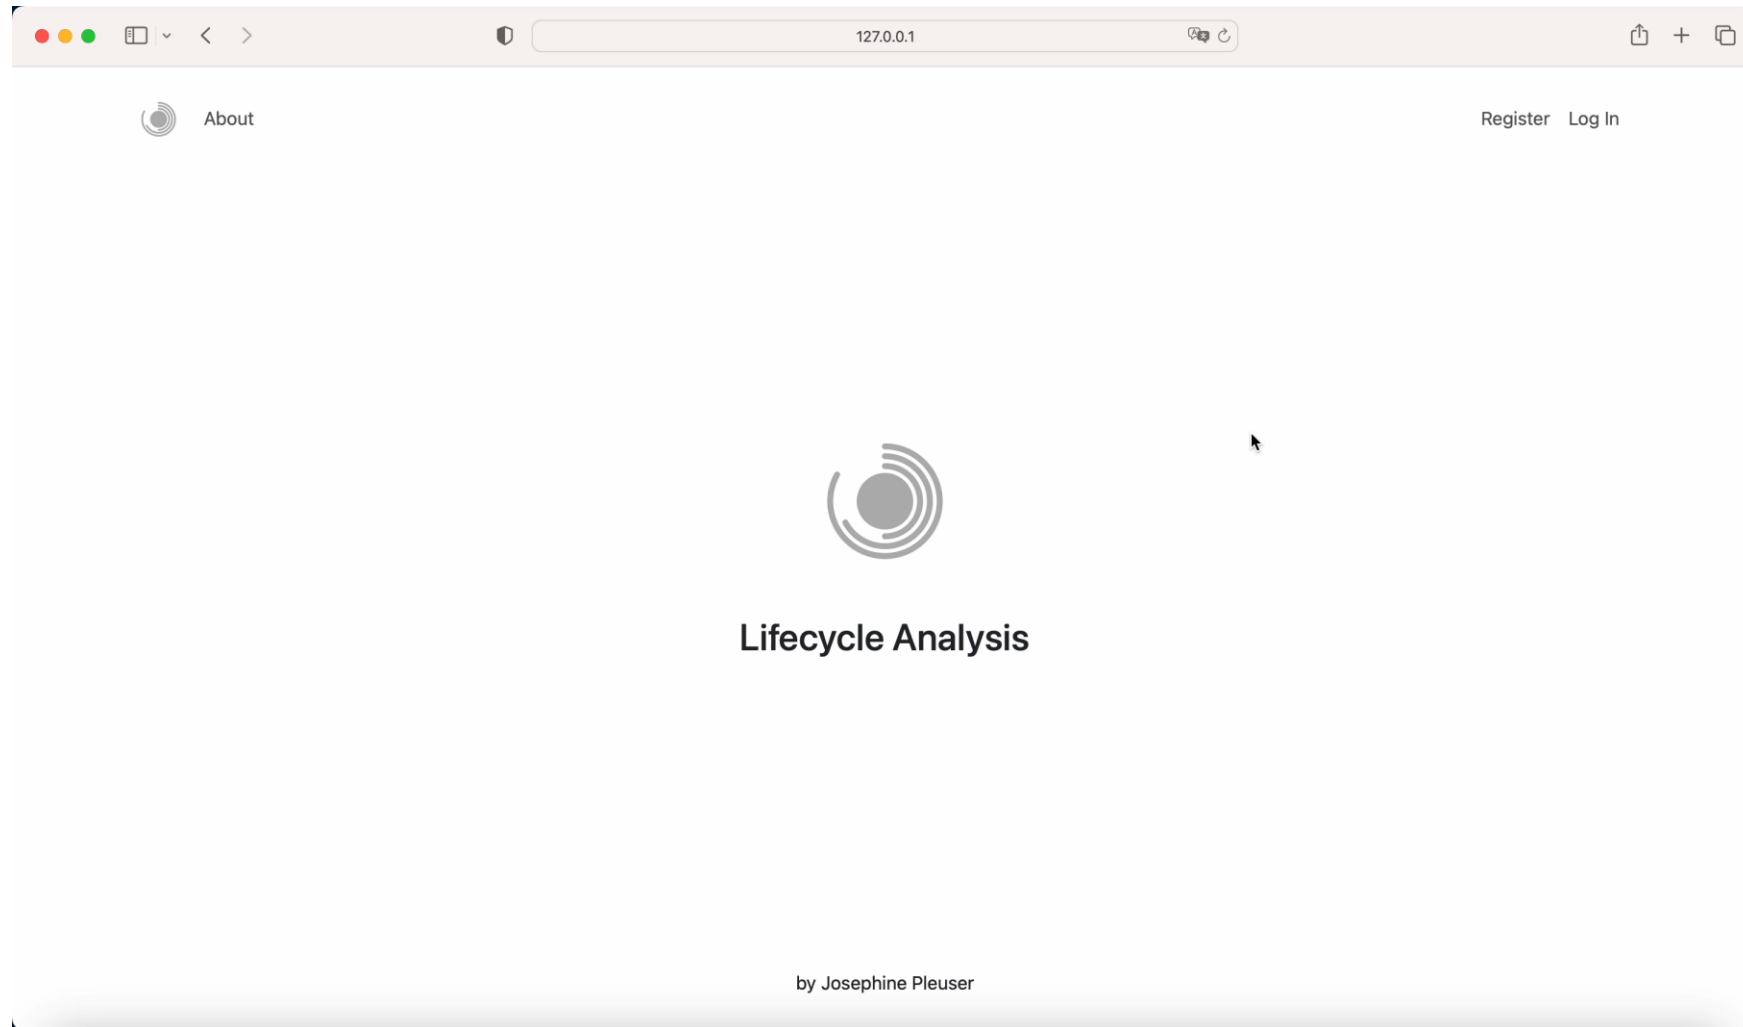 127.0.0.1
About
Register Log In
Lifecycle Analysis
by Josephine Pleuser